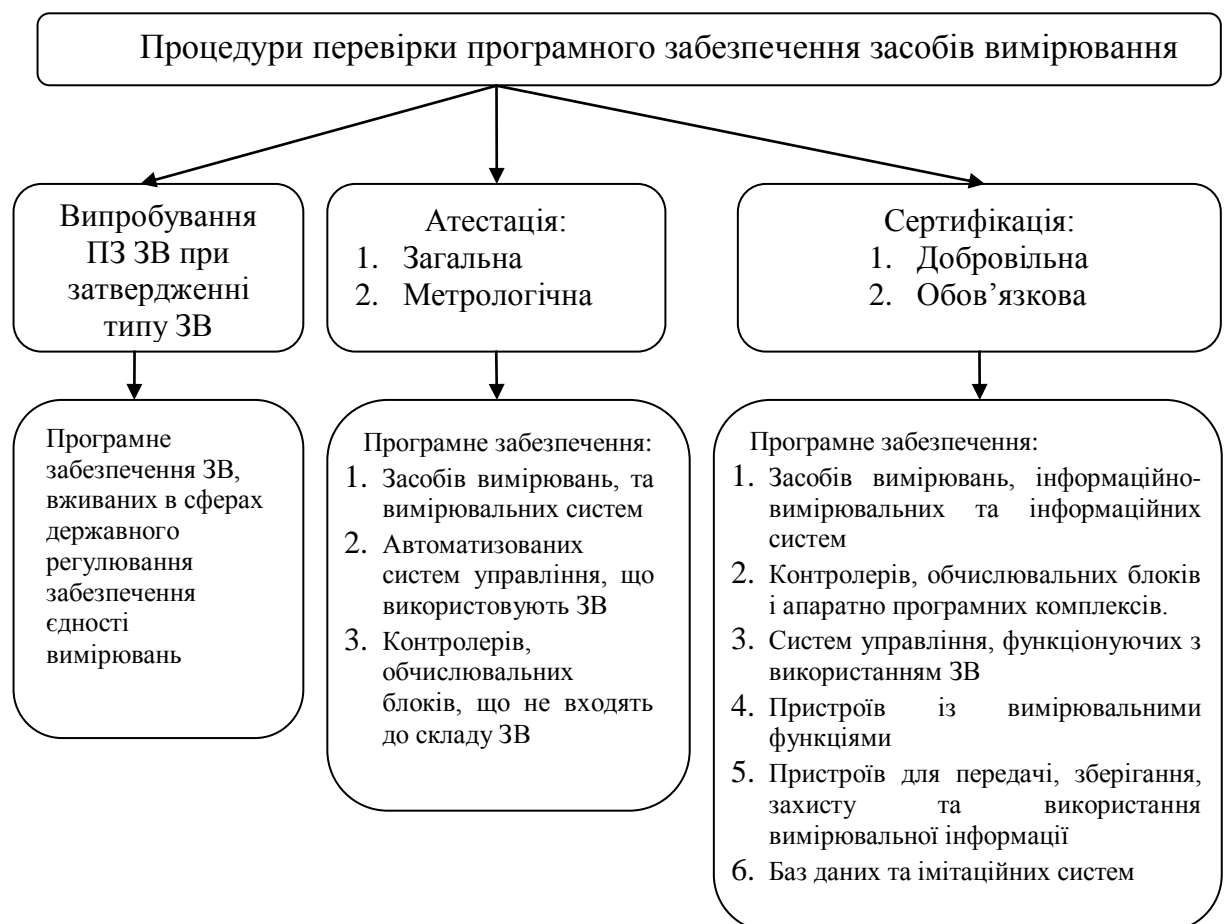 Процедури перевірки програмного забезпечення засобів вимірювання
Випробування
ПЗ ЗВ при
затвердженні
типу ЗВ
Атестація:
1. Загальна
2. Метрологічна
Сертифікація:
1. Добровільна
2. Обов’язкова
Програмне
забезпечення ЗВ,
вживаних в сферах
державного
регулювання
забезпечення
єдності
вимірювань
Програмне забезпечення:
1. Засобів вимірювань, та
вимірювальних систем
2. Автоматизованих
систем управління, що
використовують ЗВ
3. Контролерів,
обчислювальних
блоків, що не входять
до складу ЗВ
Програмне забезпечення:
1. Засобів вимірювань, інформаційно-
вимірювальних та інформаційних
систем
2. Контролерів, обчислювальних блоків
і апаратно програмних комплексів.
3. Систем управління, функціонуючих з
використанням ЗВ
4. Пристроїв із вимірювальними
функціями
5. Пристроїв для передачі, зберігання,
захисту та використання
вимірювальної інформації
6. Баз даних та імітаційних систем